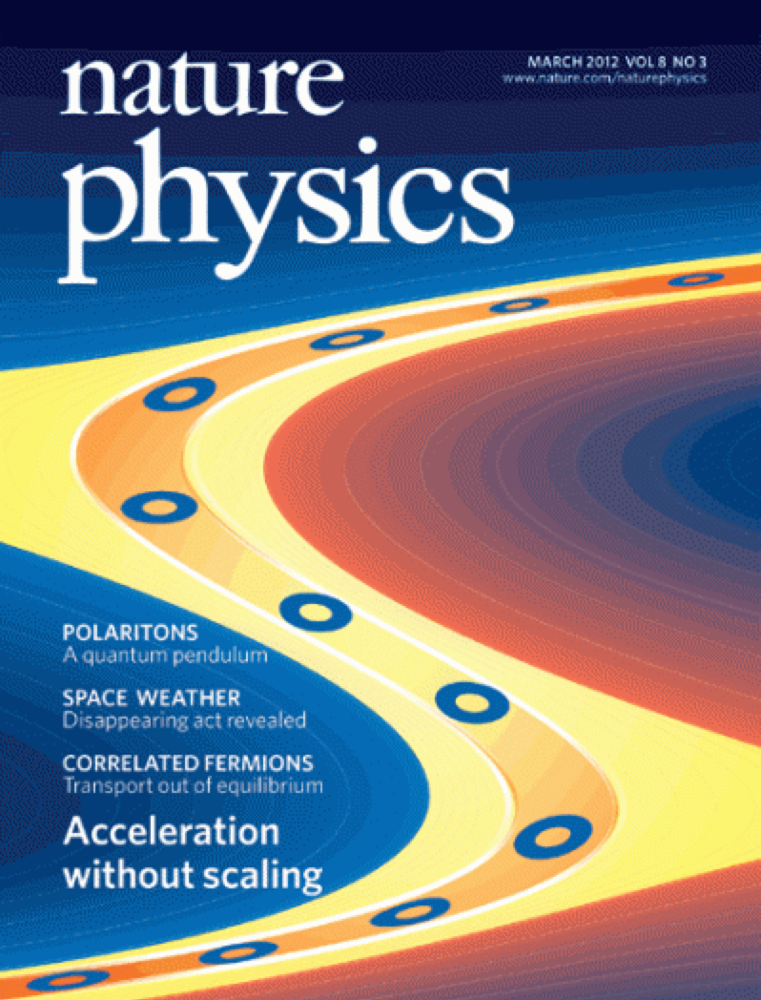 nature
physics
MARCH 2012 VOL 8 NO 3
www.nature.com/naturephysics
POLARITONS
A quantum pendulum
SPACE WEATHER
Disappearing act revealed
CORRELATED FERMIONS
Transport out of equilibrium
Acceleration
without scaling